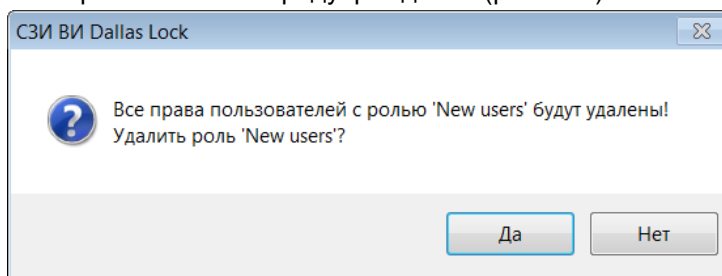 СЗИ ВИ Dallas Lock
Все права пользователей с ролью 'New users' будут удалены!
Удалить роль 'New users'?
Да
Нет